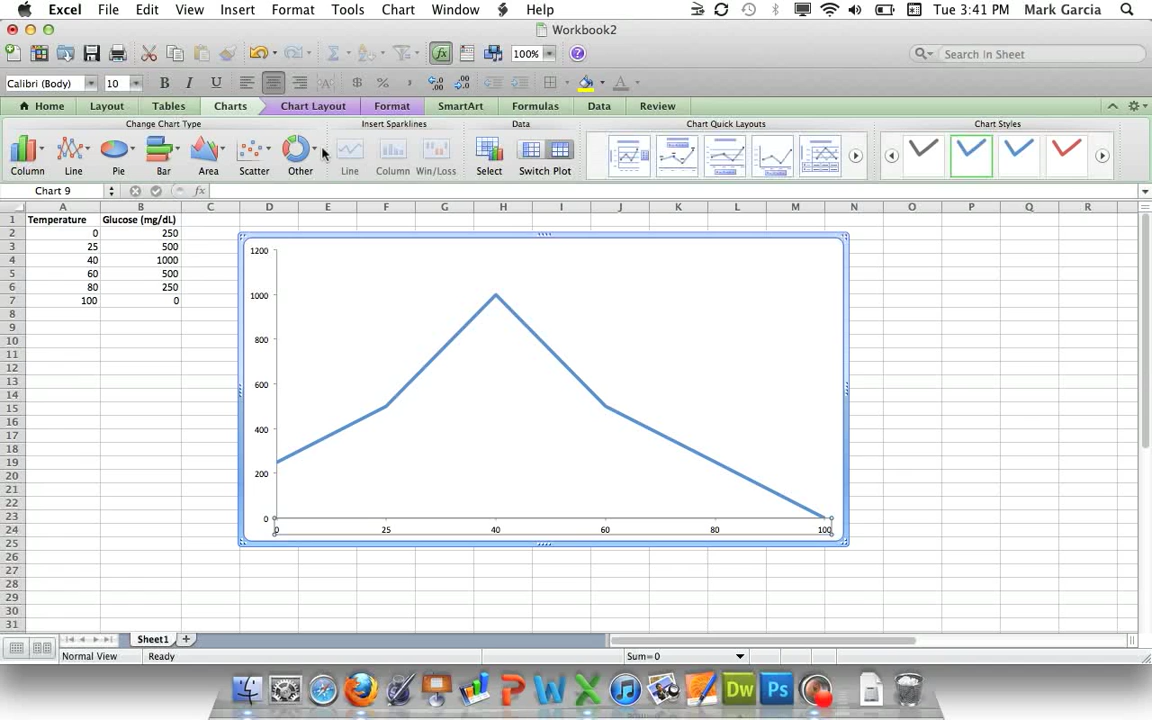 Excel File Edit View Insert Format Tools Chart Window Help Tue 3:41 PM Mark Garcia
Workbook2
100% Search In Sheet
Calibri (Body) 10 B I U $ % ,
Home Layout Tables Charts Chart Layout Format SmartArt Formulas Data Review
Change Chart Type Insert Sparklines Data Chart Quick Layouts Chart Styles
Column Line Pie Bar Area Scatter Other Line Column Win/Loss Select Switch Plot
Chart 9 fx
A B C D E F G H I J K L M N O P Q R
1 Temperature Glucose (mg/dL)
2 0 250
3 25 500
4 40 1000
5 60 500
6 80 250
7 100 0
8
9
10
11
12
13
14
15
16
17
18
19
20
21
22
23
24
25
26
27
28
29
30
31
1200
1000
800
600
400
200
0
0 25 40 60 80 100
Sheet1
Normal View Ready Sum=0
Dw Ps